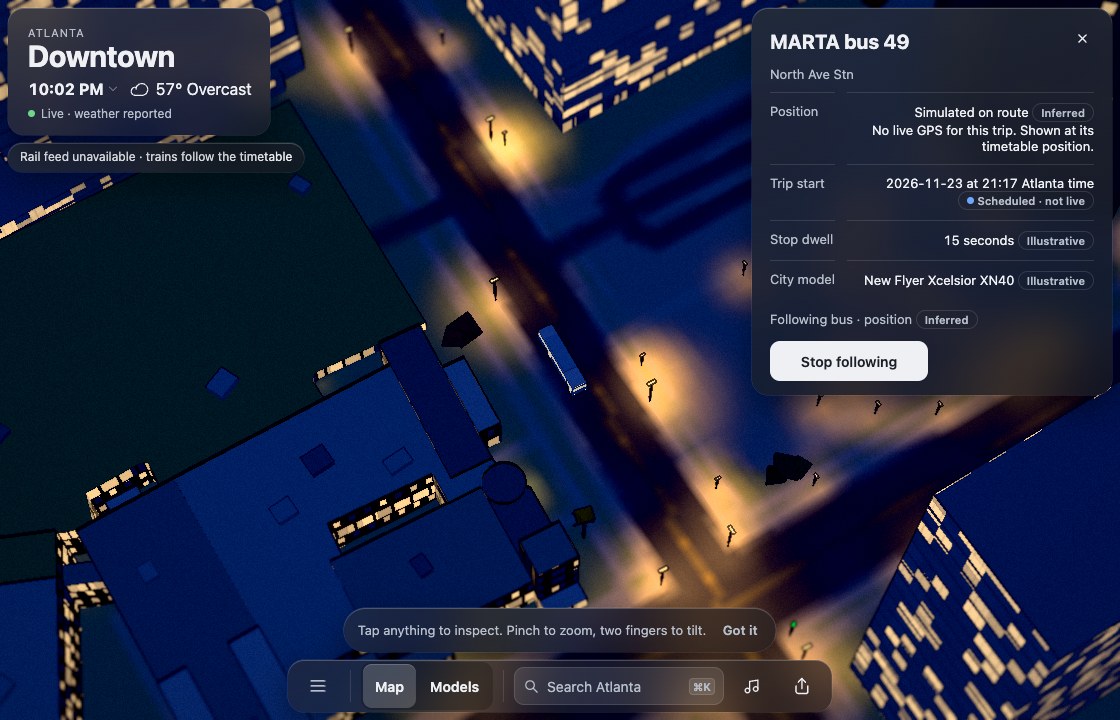 ATLANTA
Downtown
10:02 PM 57° Overcast
Live · weather reported
Rail feed unavailable · trains follow the timetable
MARTA bus 49
North Ave Stn
Position Simulated on route Inferred
No live GPS for this trip. Shown at its
timetable position.
Trip start 2026-11-23 at 21:17 Atlanta time
Scheduled · not live
Stop dwell 15 seconds Illustrative
City model New Flyer Xcelsior XN40 Illustrative
Following bus · position Inferred
Stop following
Tap anything to inspect. Pinch to zoom, two fingers to tilt. Got it
Map Models Search Atlanta ⌘K